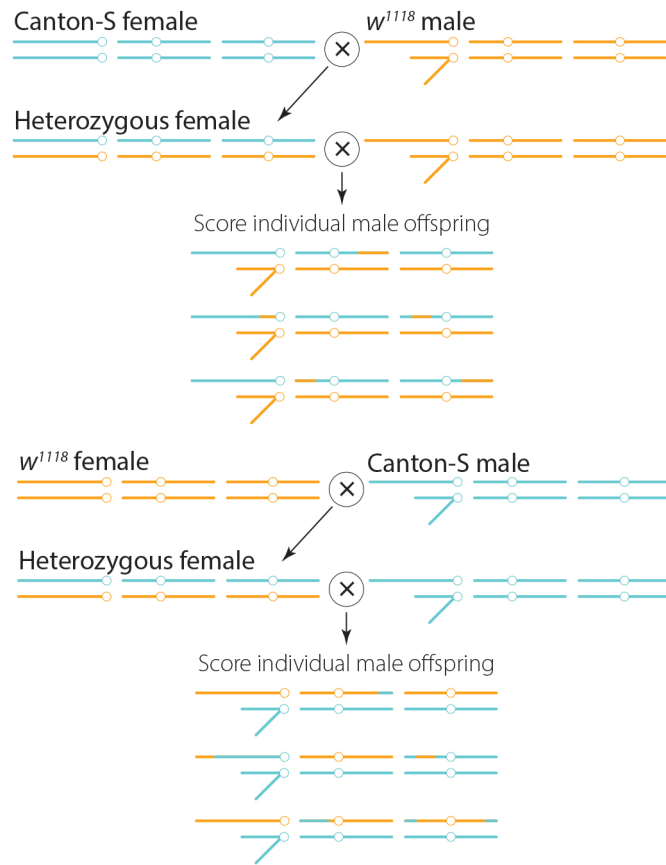 Canton-S female
w1118 male
Heterozygous female
Score individual male offspring
w1118 female
Canton-S male
Heterozygous female
Score individual male offspring